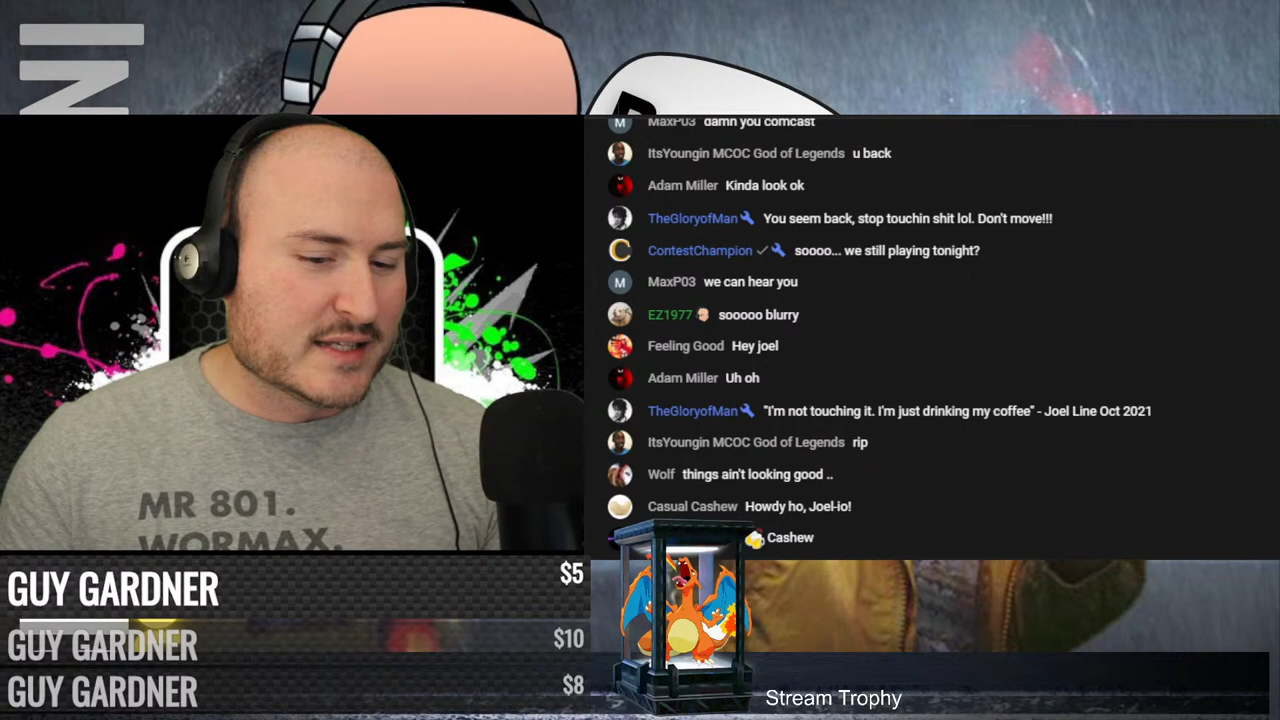 MaxP03 damn you comcast
ItsYoungin MCOC God of Legends u back
Adam Miller Kinda look ok
TheGloryofMan You seem back, stop touchin shit lol. Don't move!!!
ContestChampion soooo... we still playing tonight?
MaxP03 we can hear you
EZ1977 sooooo blurry
Feeling Good Hey joel
Adam Miller Uh oh
TheGloryofMan "I'm not touching it. I'm just drinking my coffee" - Joel Line Oct 2021
ItsYoungin MCOC God of Legends rip
Wolf things ain't looking good ..
Casual Cashew Howdy ho, Joel-io!
Cashew
MR 801.
WORMAX.
GUY GARDNER $5
GUY GARDNER $10
GUY GARDNER $8
Stream Trophy